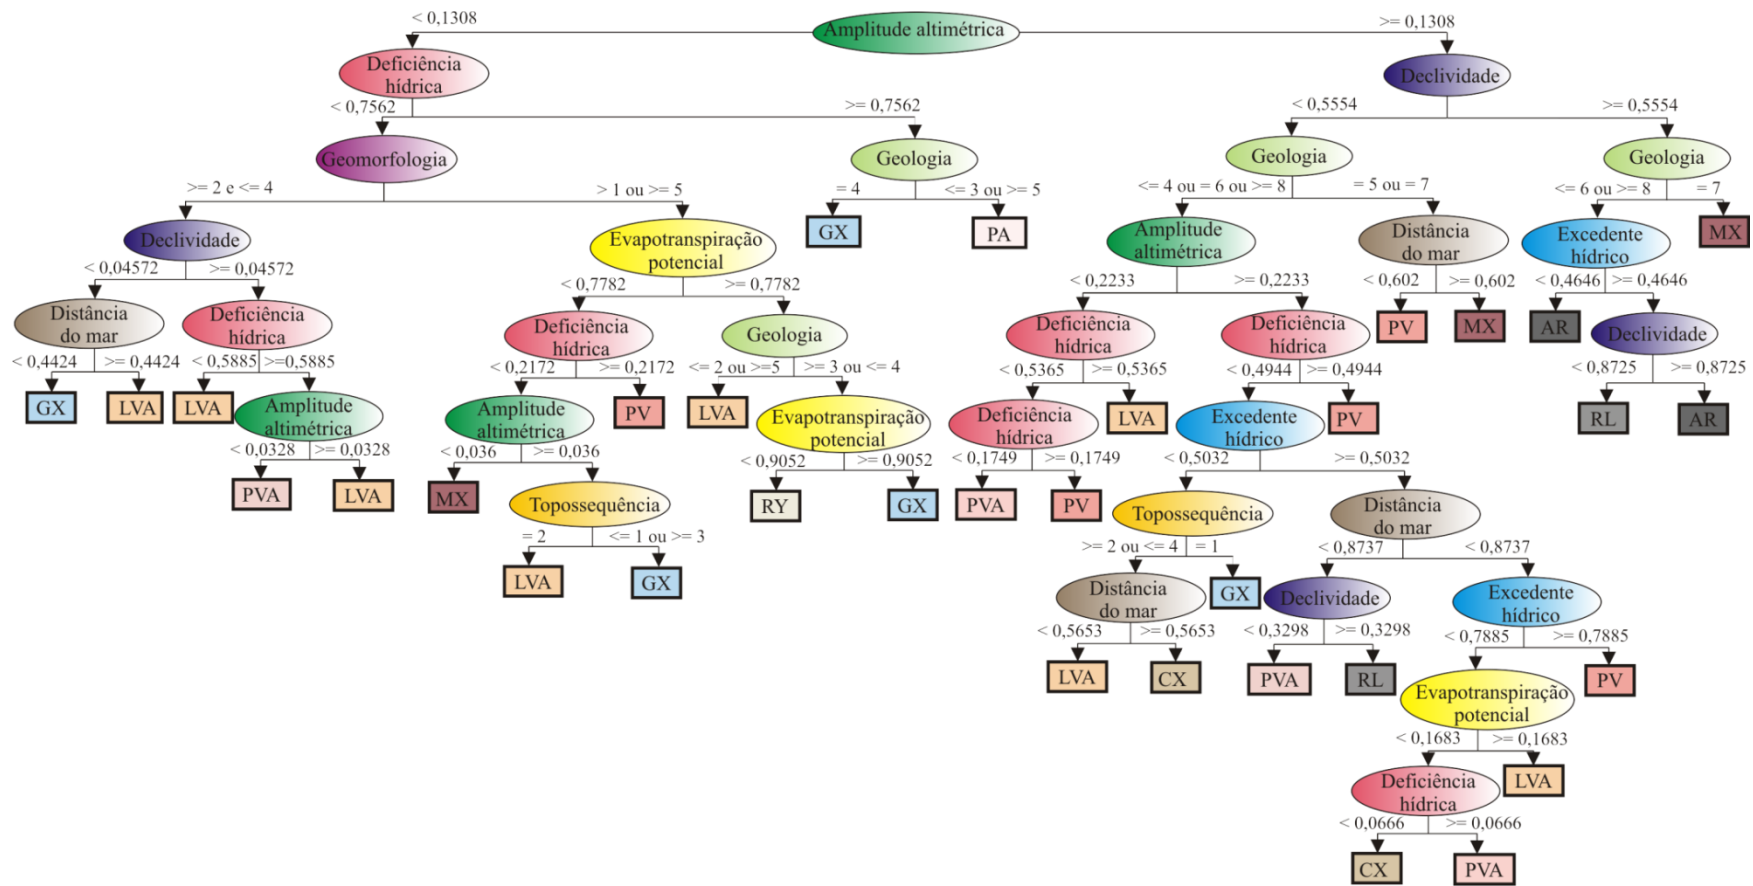 < 0,1308
Amplitude altimétrica
>= 0,1308
Deficiência
hídrica
Declividade
< 0,7562
>= 0,7562
< 0,5554
>= 0,5554
Geomorfologia
Geologia
Geologia
Geologia
>= 2 e <= 4
> 1 ou >= 5
= 4
<= 3 ou >= 5
<= 4 ou = 6 ou >= 8
= 5 ou = 7
<= 6 ou >= 8
= 7
Declividade
Evapotranspiração
potencial
GX
PA
Amplitude
altimétrica
Distância
do mar
Excedente
hídrico
MX
< 0,04572
>= 0,04572
< 0,7782
>= 0,7782
< 0,2233
>= 0,2233
< 0,602
>= 0,602
< 0,4646
>= 0,4646
Distância
do mar
Deficiência
hídrica
Deficiência
hídrica
Geologia
Deficiência
hídrica
Deficiência
hídrica
PV
MX
AR
Declividade
< 0,4424
>= 0,4424
< 0,5885
>=0,5885
< 0,2172
>= 0,2172
<= 2 ou >=5
>= 3 ou <= 4
< 0,5365
>= 0,5365
< 0,4944
>= 0,4944
< 0,8725
>= 0,8725
GX
LVA
LVA
Amplitude
altimétrica
Amplitude
altimétrica
PV
LVA
Evapotranspiração
potencial
Deficiência
hídrica
LVA
Excedente
hídrico
PV
RL
AR
< 0,0328
>= 0,0328
< 0,036
>= 0,036
< 0,9052
>= 0,9052
< 0,1749
>= 0,1749
< 0,5032
>= 0,5032
PVA
LVA
MX
Topossequência
RY
GX
PVA
PV
Topossequência
Distância
do mar
= 2
<= 1 ou >= 3
>= 2 ou <= 4
= 1
< 0,8737
< 0,8737
LVA
GX
Distância
do mar
GX
Declividade
Excedente
hídrico
< 0,5653
>= 0,5653
< 0,3298
>= 0,3298
< 0,7885
>= 0,7885
LVA
CX
PVA
RL
Evapotranspiração
potencial
PV
< 0,1683
>= 0,1683
Deficiência
hídrica
LVA
< 0,0666
>= 0,0666
CX
PVA